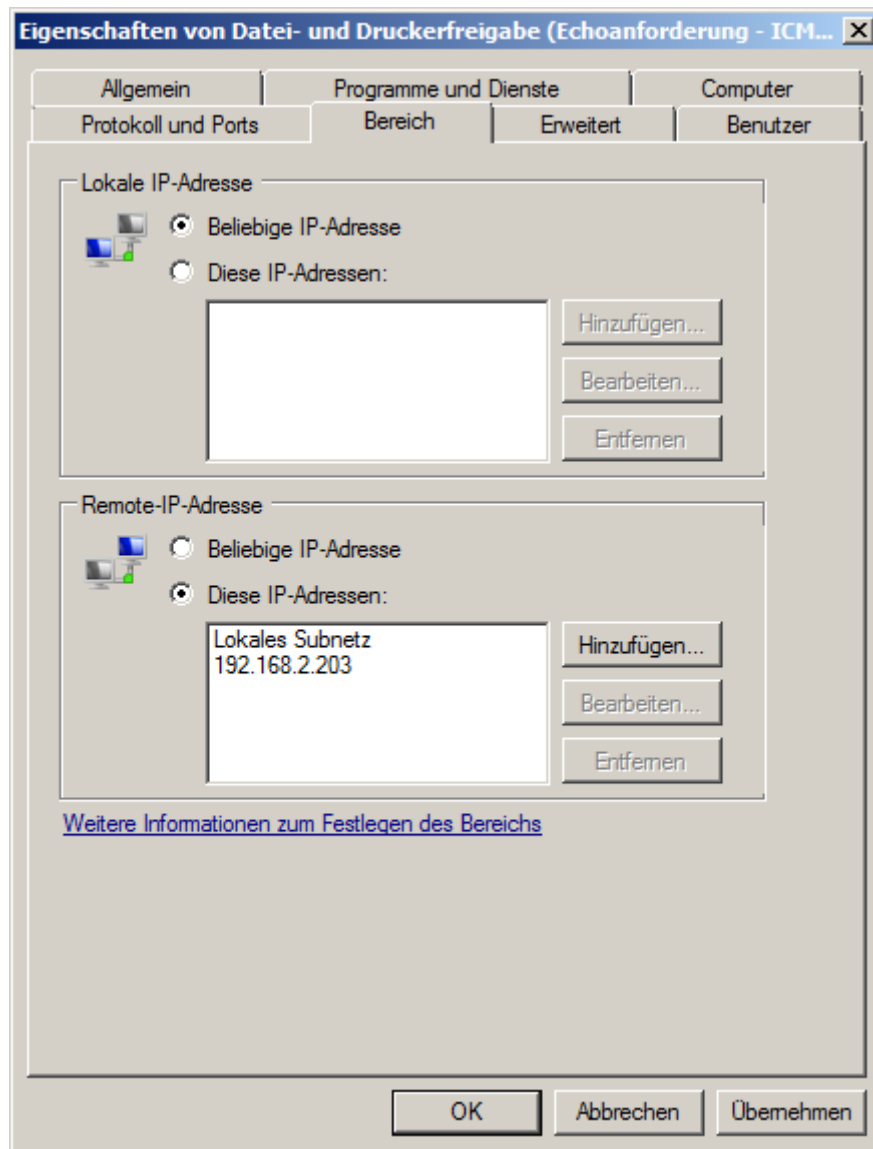 Eigenschaften von Datei- und Druckerfreigabe (Echoanforderung - ICM...
Allgemein Programme und Dienste Computer
Protokoll und Ports Bereich Erweitert Benutzer
Lokale IP-Adresse
Beliebige IP-Adresse
Diese IP-Adressen:
Hinzufügen...
Bearbeiten...
Entfernen
Remote-IP-Adresse
Beliebige IP-Adresse
Diese IP-Adressen:
Lokales Subnetz
192.168.2.203
Hinzufügen...
Bearbeiten...
Entfernen
Weitere Informationen zum Festlegen des Bereichs
OK Abbrechen Übernehmen